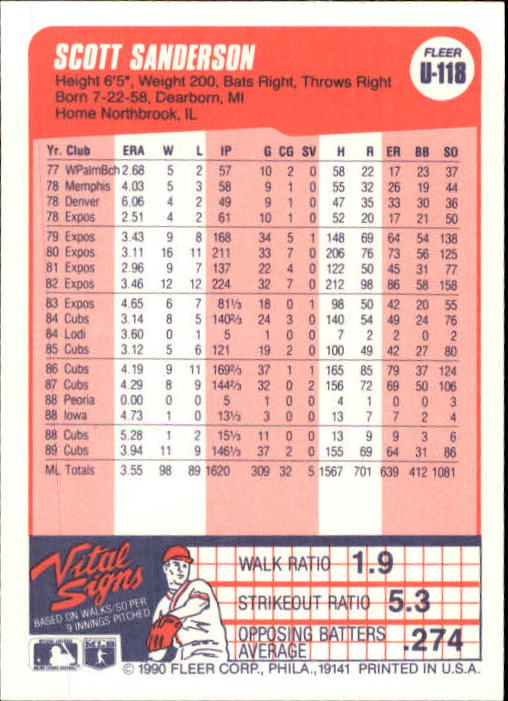 SCOTT SANDERSON
Height 6'5", Weight 200, Bats Right, Throws Right
Born 7-22-58, Dearborn, MI
Home Northbrook, IL
FLEER
U-118
Yr. Club ERA W L IP G CG SV H R ER BB SO
77 WPalmBch 2.68 5 2 57 10 2 0 58 22 17 23 37
78 Memphis 4.03 5 3 58 9 1 0 55 32 26 19 44
78 Denver 6.06 4 2 49 9 1 0 47 35 33 30 36
78 Expos 2.51 4 2 61 10 1 0 52 20 17 21 50
79 Expos 3.43 9 8 168 34 5 1 148 69 64 54 138
80 Expos 3.11 16 11 211 33 7 0 206 76 73 56 125
81 Expos 2.96 9 7 137 22 4 0 122 50 45 31 77
82 Expos 3.46 12 12 224 32 7 0 212 98 86 58 158
83 Expos 4.65 6 7 81⅓ 18 0 1 98 50 42 20 55
84 Cubs 3.14 8 5 140⅔ 24 3 0 140 54 49 24 76
84 Lodi 3.60 0 1 5 1 0 0 7 2 2 0 2
85 Cubs 3.12 5 6 121 19 2 0 100 49 42 27 80
86 Cubs 4.19 9 11 169⅔ 37 1 1 165 85 79 37 124
87 Cubs 4.29 8 9 144⅔ 32 0 2 156 72 69 50 106
88 Peoria 0.00 0 0 5 1 0 0 4 1 0 0 3
88 Iowa 4.73 1 0 13⅓ 3 0 0 13 7 7 2 4
88 Cubs 5.28 1 2 15⅓ 11 0 0 13 9 9 3 6
89 Cubs 3.94 11 9 146⅓ 37 2 0 155 69 64 31 86
ML Totals 3.55 98 89 1620 309 32 5 1567 701 639 412 1081
Vital
Signs
BASED ON WALKS/SO PER
9 INNINGS PITCHED
WALK RATIO 1.9
STRIKEOUT RATIO 5.3
OPPOSING BATTERS
AVERAGE .274
MLB
© 1990 FLEER CORP., PHILA., 19141 PRINTED IN U.S.A.